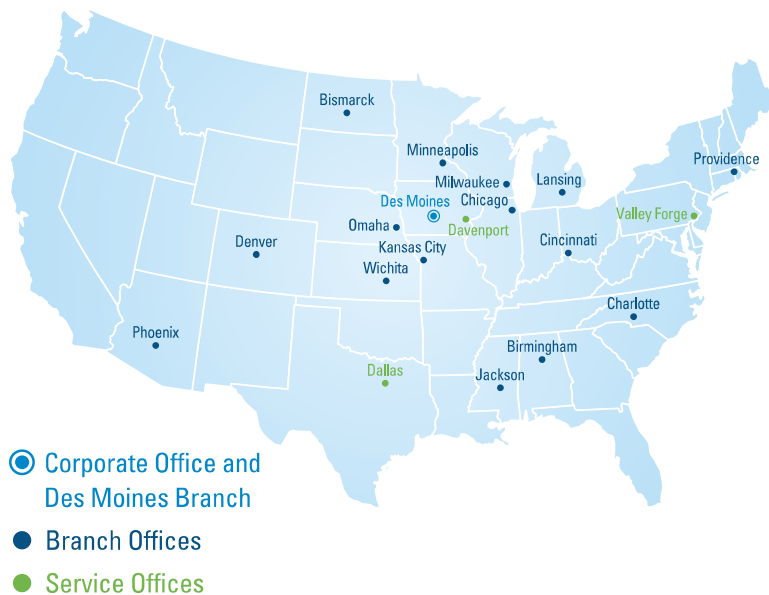 Bismarck
Minneapolis
Providence
Milwaukee
Lansing
Des Moines
Chicago
Valley Forge
Omaha
Davenport
Denver
Kansas City
Cincinnati
Wichita
Charlotte
Phoenix
Birmingham
Dallas
Jackson
Corporate Office and
Des Moines Branch
Branch Offices
Service Offices